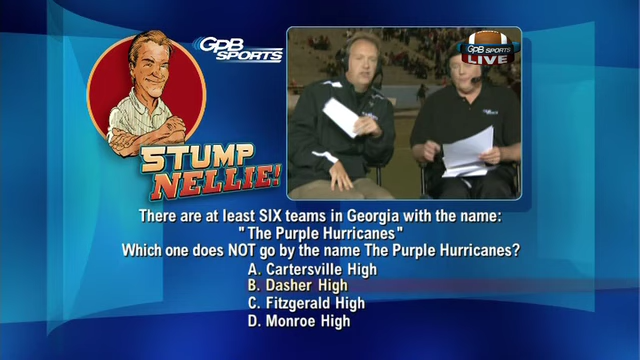 GPB
SPORTS
GPB SPORTS
LIVE
STUMP
NELLIE!
There are at least SIX teams in Georgia with the name:
"The Purple Hurricanes"
Which one does NOT go by the name The Purple Hurricanes?
A. Cartersville High
B. Dasher High
C. Fitzgerald High
D. Monroe High